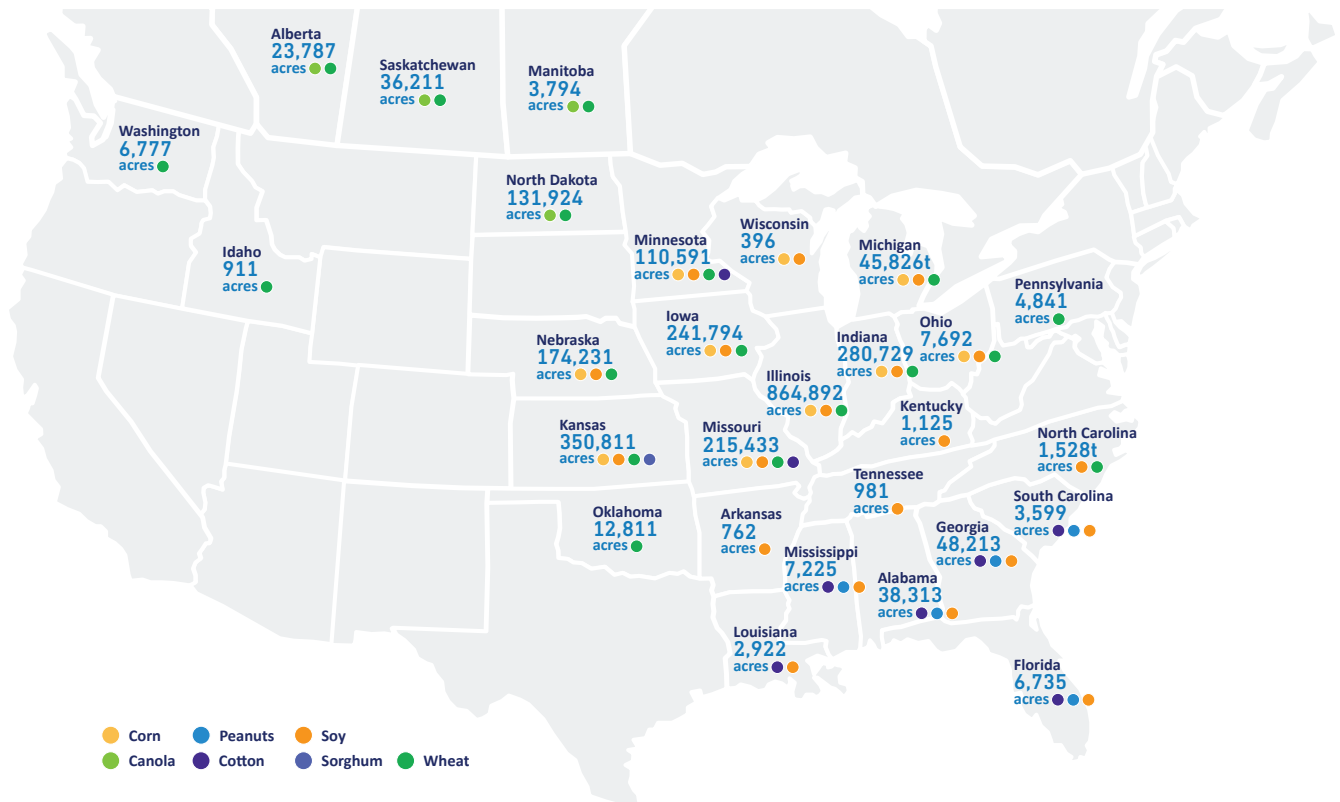 Alberta
23,787
acres
Saskatchewan
36,211
acres
Manitoba
3,794
acres
Washington
6,777
acres
North Dakota
131,924
acres
Idaho
911
acres
Minnesota
110,591
acres
Wisconsin
396
acres
Michigan
45,826t
acres
Pennsylvania
4,841
acres
Nebraska
174,231
acres
Iowa
241,794
acres
Indiana
280,729
acres
Ohio
7,692
acres
Illinois
864,892
acres
Kentucky
1,125
acres
Kansas
350,811
acres
Missouri
215,433
acres
North Carolina
1,528t
acres
Tennessee
981
acres
South Carolina
3,599
acres
Oklahoma
12,811
acres
Arkansas
762
acres
Georgia
48,213
acres
Mississippi
7,225
acres
Alabama
38,313
acres
Louisiana
2,922
acres
Florida
6,735
acres
Corn
Peanuts
Soy
Canola
Cotton
Sorghum
Wheat